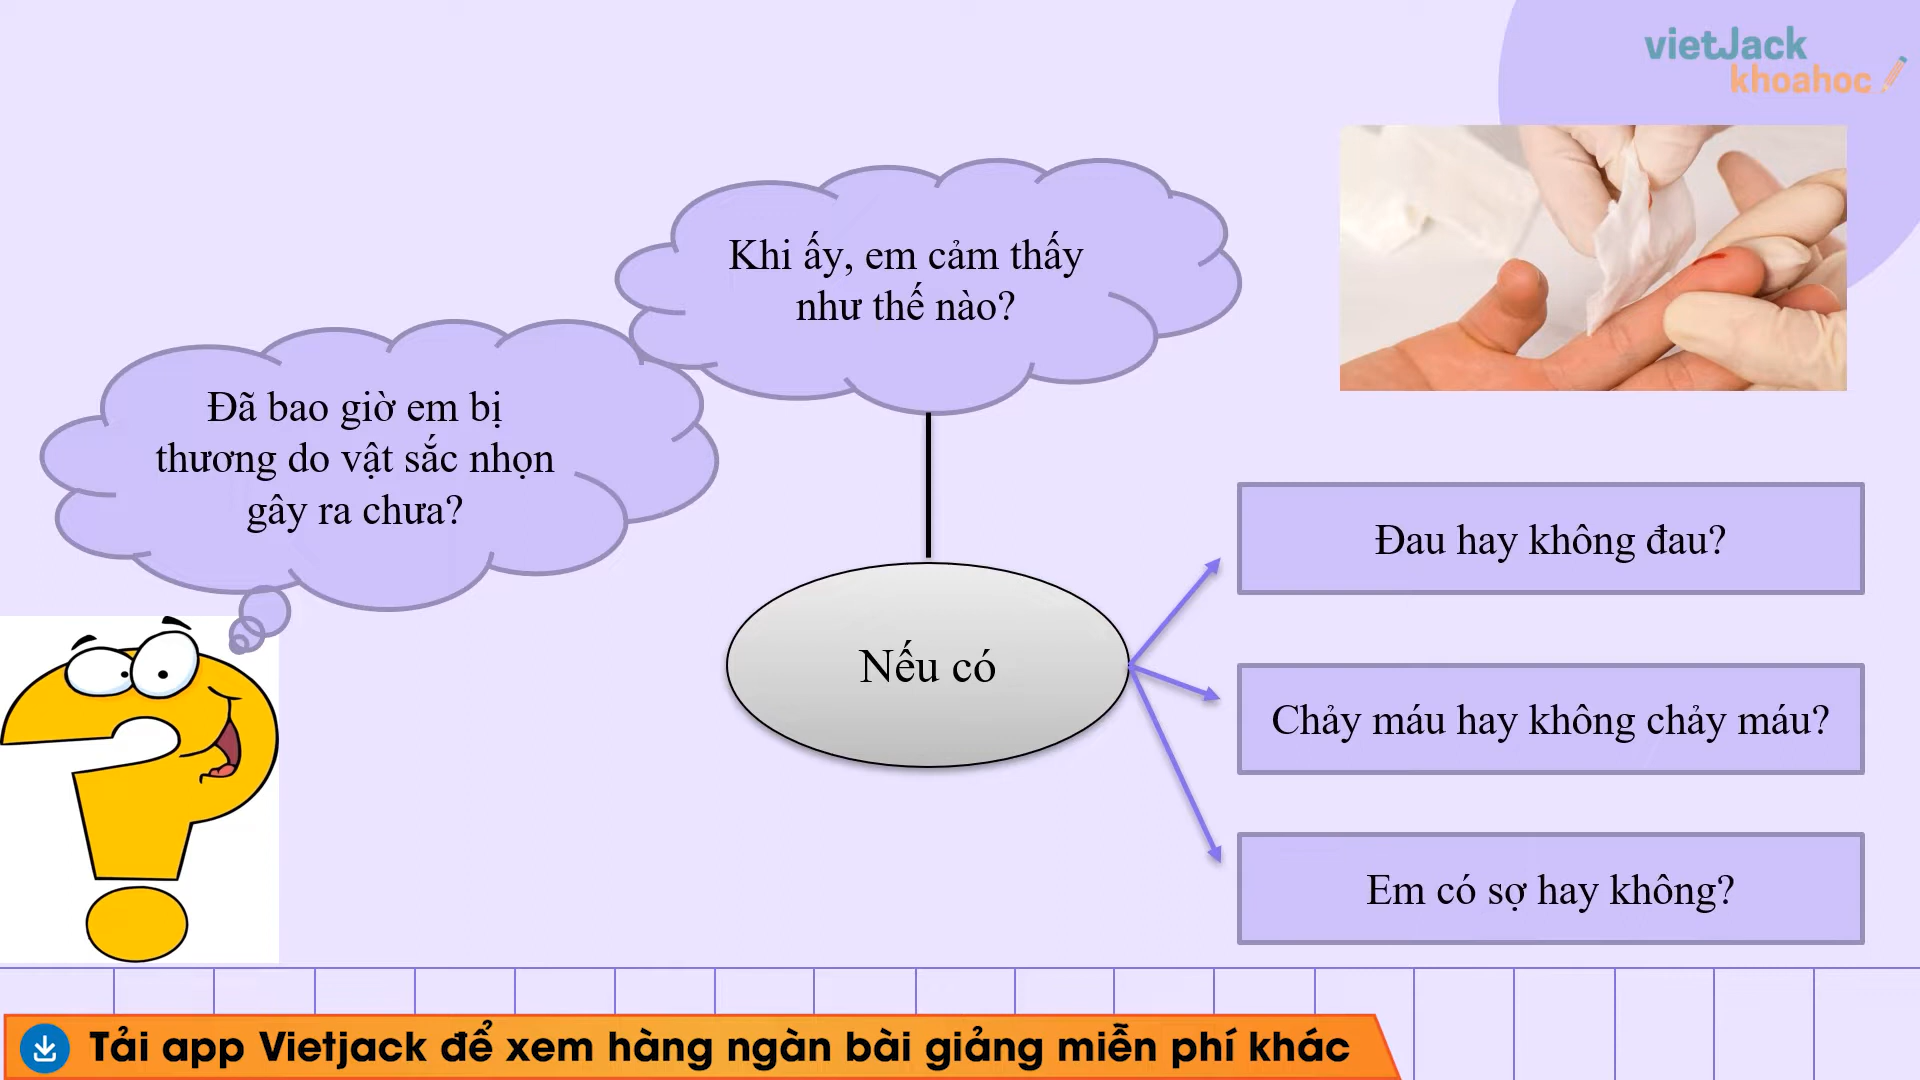 vietJack
khoahoc
Khi ấy, em cảm thấy
như thế nào?
Đã bao giờ em bị
thương do vật sắc nhọn
gây ra chưa?
Nếu có
Đau hay không đau?
Chảy máu hay không chảy máu?
Em có sợ hay không?
Tải app Vietjack để xem hàng ngàn bài giảng miễn phí khác